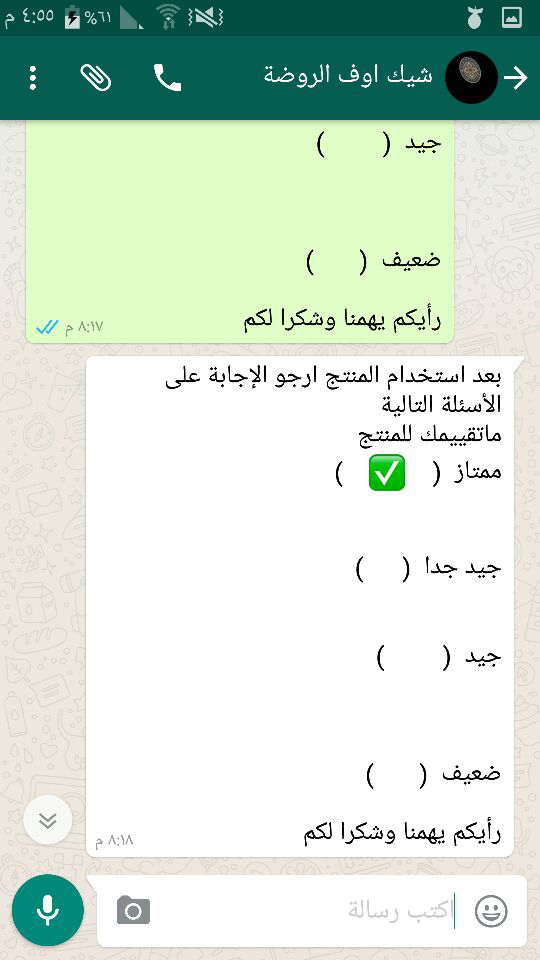 ٤:٥٥ م ٦١%
شيك اوف الروضة
جيد (        )
ضعيف (      )
رأيكم يهمنا وشكرا لكم
٨:١٧ م
بعد استخدام المنتج ارجو الإجابة على
الأسئلة التالية
ماتقييمك للمنتج
ممتاز (   ✅   )
جيد جدا (     )
جيد (        )
ضعيف (      )
رأيكم يهمنا وشكرا لكم
٨:١٨ م
اكتب رسالة